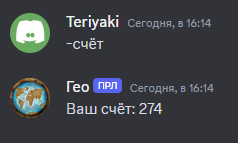 Teriyaki Сегодня, в 16:14
-счёт
Гео ПРЛ Сегодня, в 16:14
Ваш счёт: 274